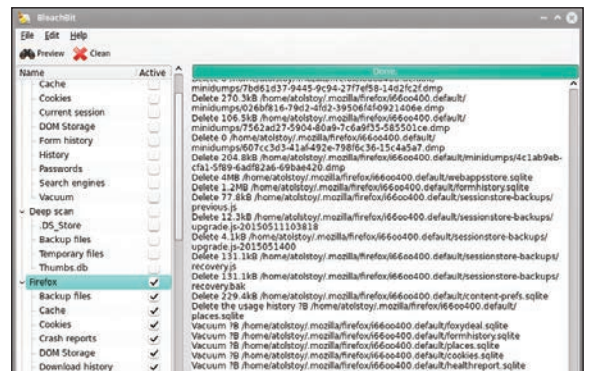 BleachBit
File Edit Help
Preview Clean
Name Active
Cache
Cookies
Current session
DOM Storage
Form history
History
Passwords
Search engines
Vacuum
Deep scan
.DS_Store
Backup files
Temporary files
Thumbs.db
Firefox
Backup files
Cache
Cookies
Crash reports
DOM Storage
Download history
Done.
minidumps/7bd61d37-9445-9c94-27f7ef58-14d2fc2f.dmp
Delete 270.3kB /home/atolstoy/.mozilla/firefox/i66oo400.default/
minidumps/026bf816-79d2-4fd2-39506f4f-0921406e.dmp
Delete 106.5kB /home/atolstoy/.mozilla/firefox/i66oo400.default/
minidumps/7562ad27-5904-80a9-7c6a9f35-585501ce.dmp
Delete 0 /home/atolstoy/.mozilla/firefox/i66oo400.default/
minidumps/607cc3d3-41af-492e-798f6c36-15c4a5a7.dmp
Delete 204.8kB /home/atolstoy/.mozilla/firefox/i66oo400.default/minidumps/4c1ab9eb-
cfa1-5f89-6adf82a6-69bae420.dmp
Delete 4MB /home/atolstoy/.mozilla/firefox/i66oo400.default/webappsstore.sqlite
Delete 1.2MB /home/atolstoy/.mozilla/firefox/i66oo400.default/formhistory.sqlite
Delete 77.8kB /home/atolstoy/.mozilla/firefox/i66oo400.default/sessionstore-backups/
previous.js
Delete 12.3kB /home/atolstoy/.mozilla/firefox/i66oo400.default/sessionstore-backups/
upgrade.js-20150511103818
Delete 4.1kB /home/atolstoy/.mozilla/firefox/i66oo400.default/sessionstore-backups/
upgrade.js-2015051400
Delete 131.1kB /home/atolstoy/.mozilla/firefox/i66oo400.default/sessionstore-backups/
recovery.js
Delete 131.1kB /home/atolstoy/.mozilla/firefox/i66oo400.default/sessionstore-backups/
recovery.bak
Delete 229.4kB /home/atolstoy/.mozilla/firefox/i66oo400.default/content-prefs.sqlite
Delete the usage history ?B /home/atolstoy/.mozilla/firefox/i66oo400.default/
places.sqlite
Vacuum ?B /home/atolstoy/.mozilla/firefox/i66oo400.default/foxydeal.sqlite
Vacuum ?B /home/atolstoy/.mozilla/firefox/i66oo400.default/formhistory.sqlite
Vacuum ?B /home/atolstoy/.mozilla/firefox/i66oo400.default/places.sqlite
Vacuum ?B /home/atolstoy/.mozilla/firefox/i66oo400.default/cookies.sqlite
Vacuum ?B /home/atolstoy/.mozilla/firefox/i66oo400.default/healthreport.sqlite